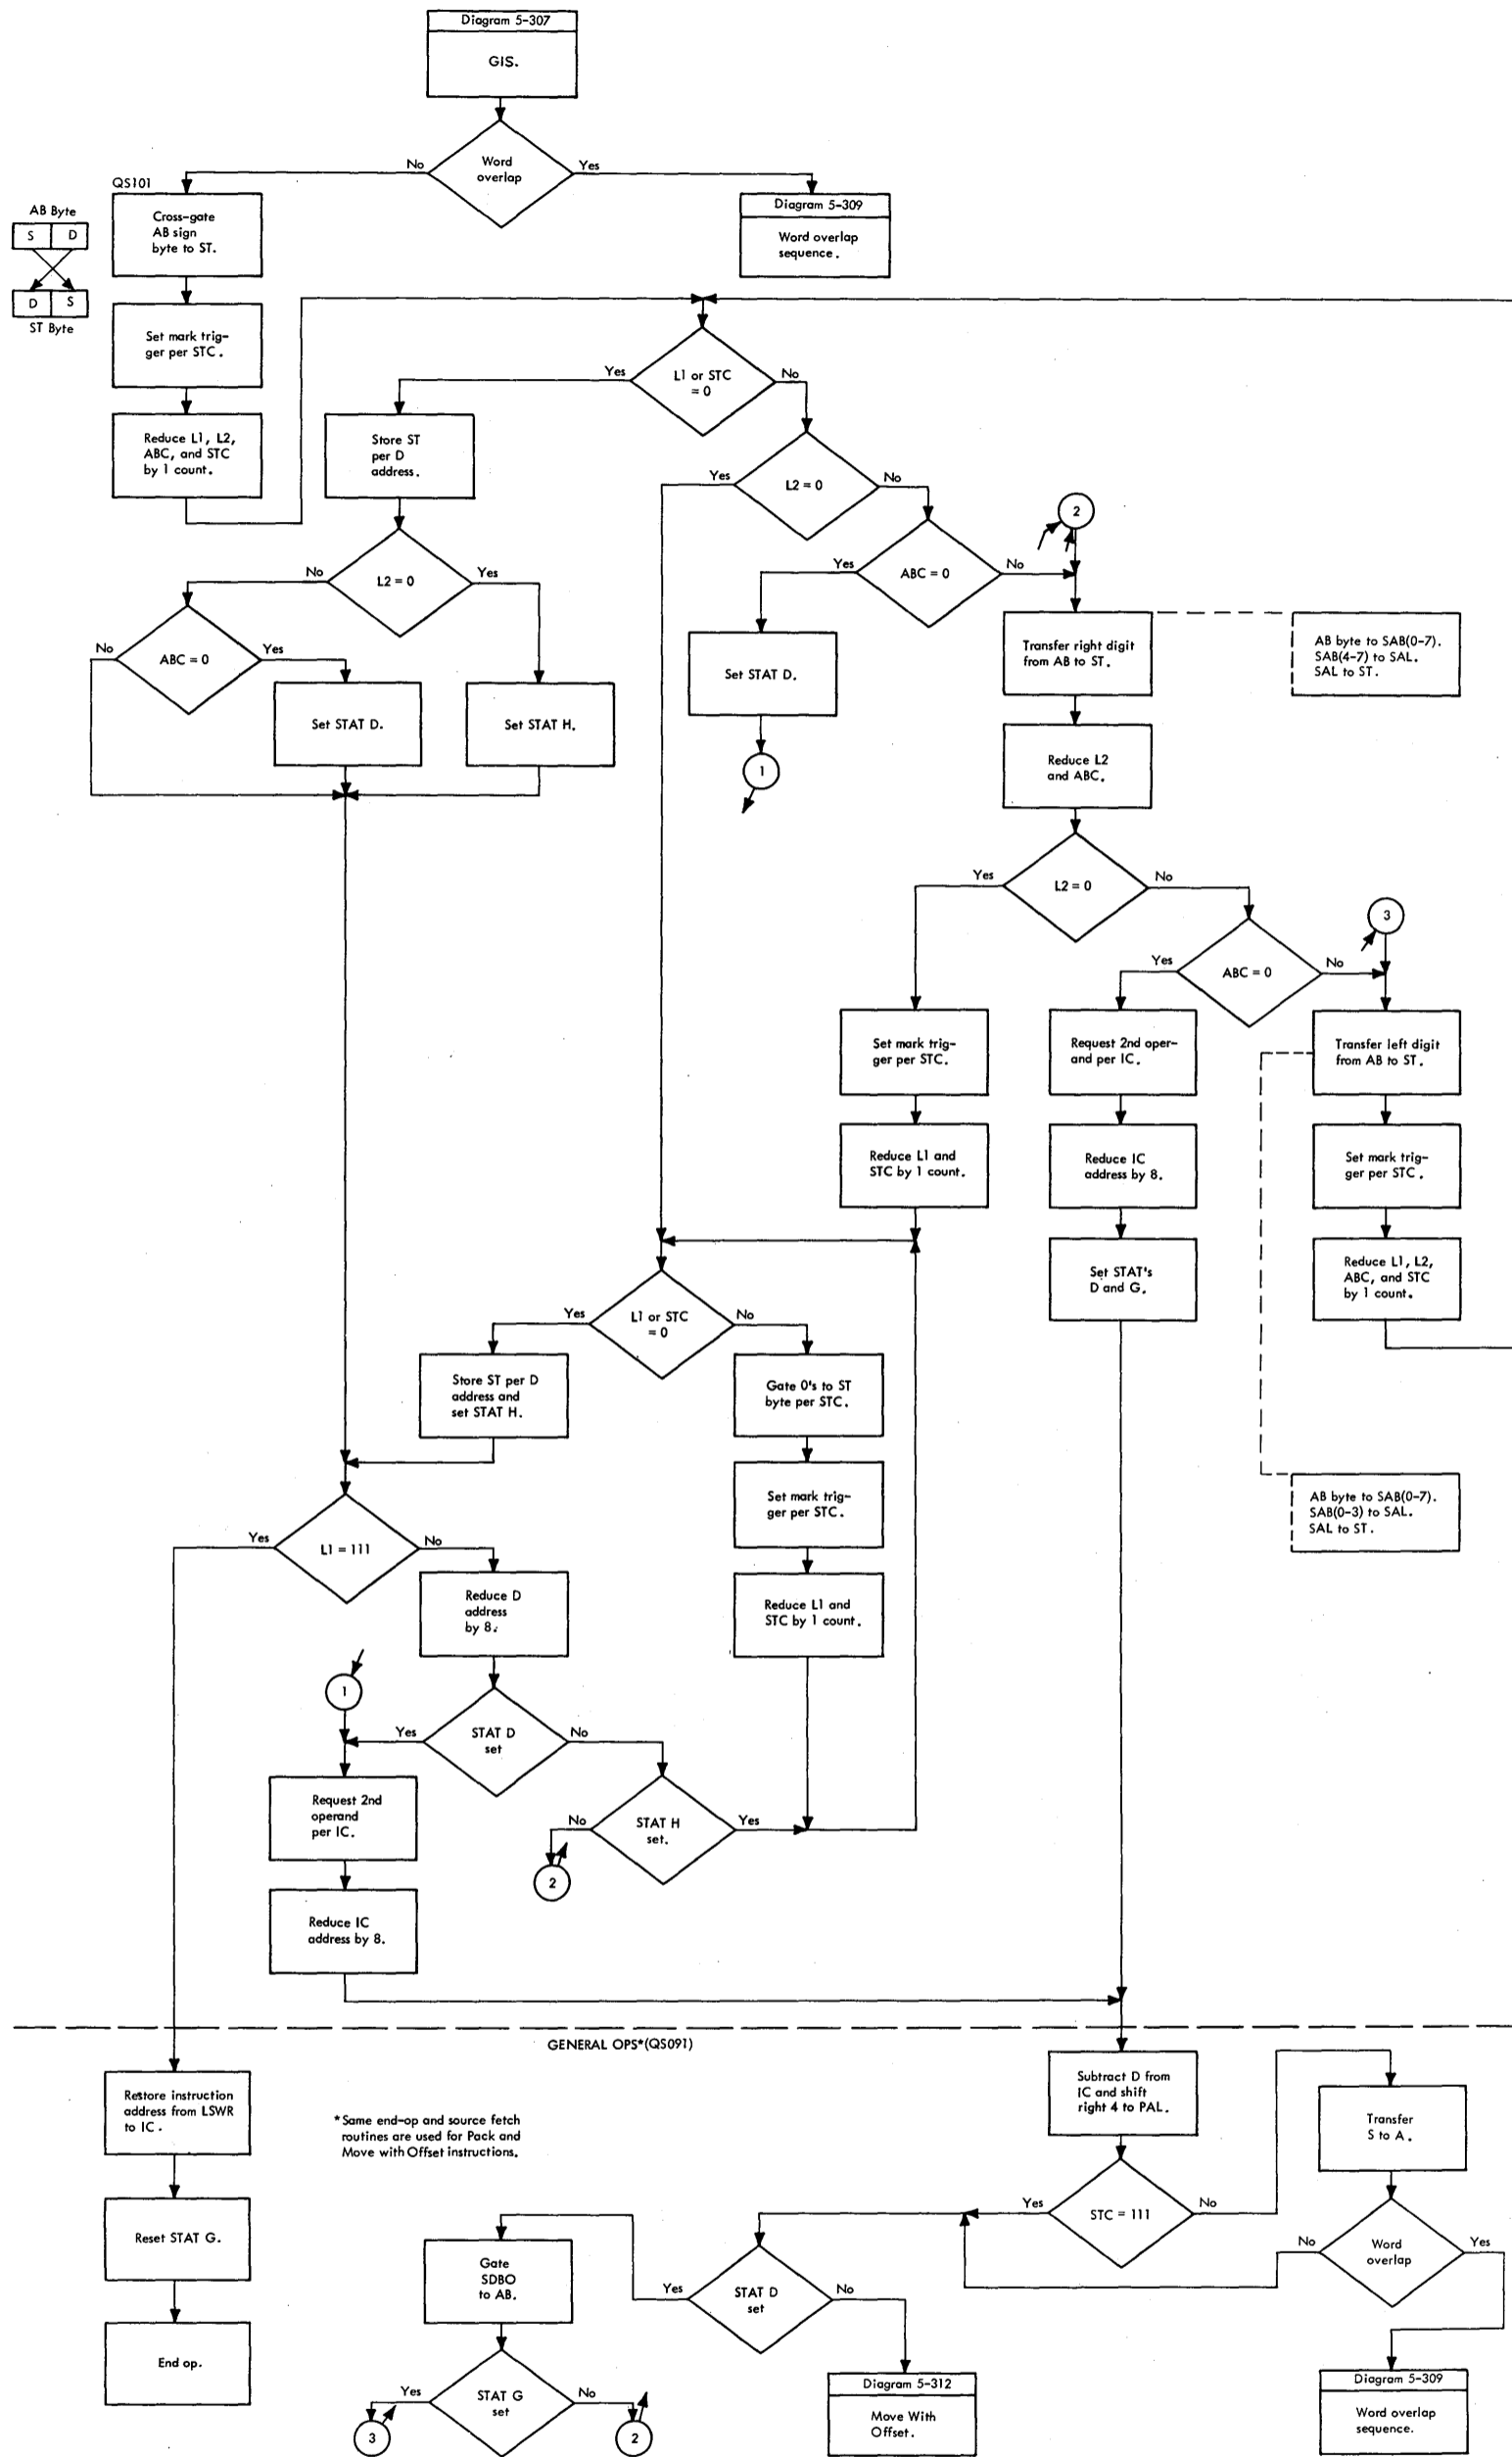 Diagram 5-307
GIS.
Word
overlap
No
Yes
QS101
Cross-gate
AB sign
byte to ST.
AB Byte
S D
D S
ST Byte
Diagram 5-309
Word overlap
sequence.
Set mark trig-
ger per STC.
Reduce L1, L2,
ABC, and STC
by 1 count.
L1 or STC
= 0
Yes
No
Store ST
per D
address.
L2 = 0
Yes
No
L2 = 0
No
Yes
ABC = 0
Yes
No
2
ABC = 0
No
Yes
Set STAT D.
Set STAT H.
Set STAT D.
1
Transfer right digit
from AB to ST.
AB byte to SAB(0-7).
SAB(4-7) to SAL.
SAL to ST.
Reduce L2
and ABC.
L2 = 0
Yes
No
ABC = 0
Yes
No
3
Set mark trig-
ger per STC.
Request 2nd oper-
and per IC.
Transfer left digit
from AB to ST.
Reduce L1 and
STC by 1 count.
Reduce IC
address by 8.
Set mark trig-
ger per STC.
Set STAT's
D and G.
Reduce L1, L2,
ABC, and STC
by 1 count.
L1 or STC
= 0
Yes
No
Store ST per D
address and
set STAT H.
Gate 0's to ST
byte per STC.
Set mark trig-
ger per STC.
AB byte to SAB(0-7).
SAB(0-3) to SAL.
SAL to ST.
L1 = 111
Yes
No
Reduce D
address
by 8.
Reduce L1 and
STC by 1 count.
1
STAT D
set
Yes
No
Request 2nd
operand
per IC.
STAT H
set.
No
Yes
2
Reduce IC
address by 8.
GENERAL OPS*(QS091)
Restore instruction
address from LSWR
to IC.
*Same end-op and source fetch
routines are used for Pack and
Move with Offset instructions.
Subtract D from
IC and shift
right 4 to PAL.
Transfer
S to A.
Reset STAT G.
STC = 111
Yes
No
Word
overlap
No
Yes
Gate
SDBO
to AB.
STAT D
set
Yes
No
End op.
STAT G
set
Yes
No
3
2
Diagram 5-312
Move With
Offset.
Diagram 5-309
Word overlap
sequence.